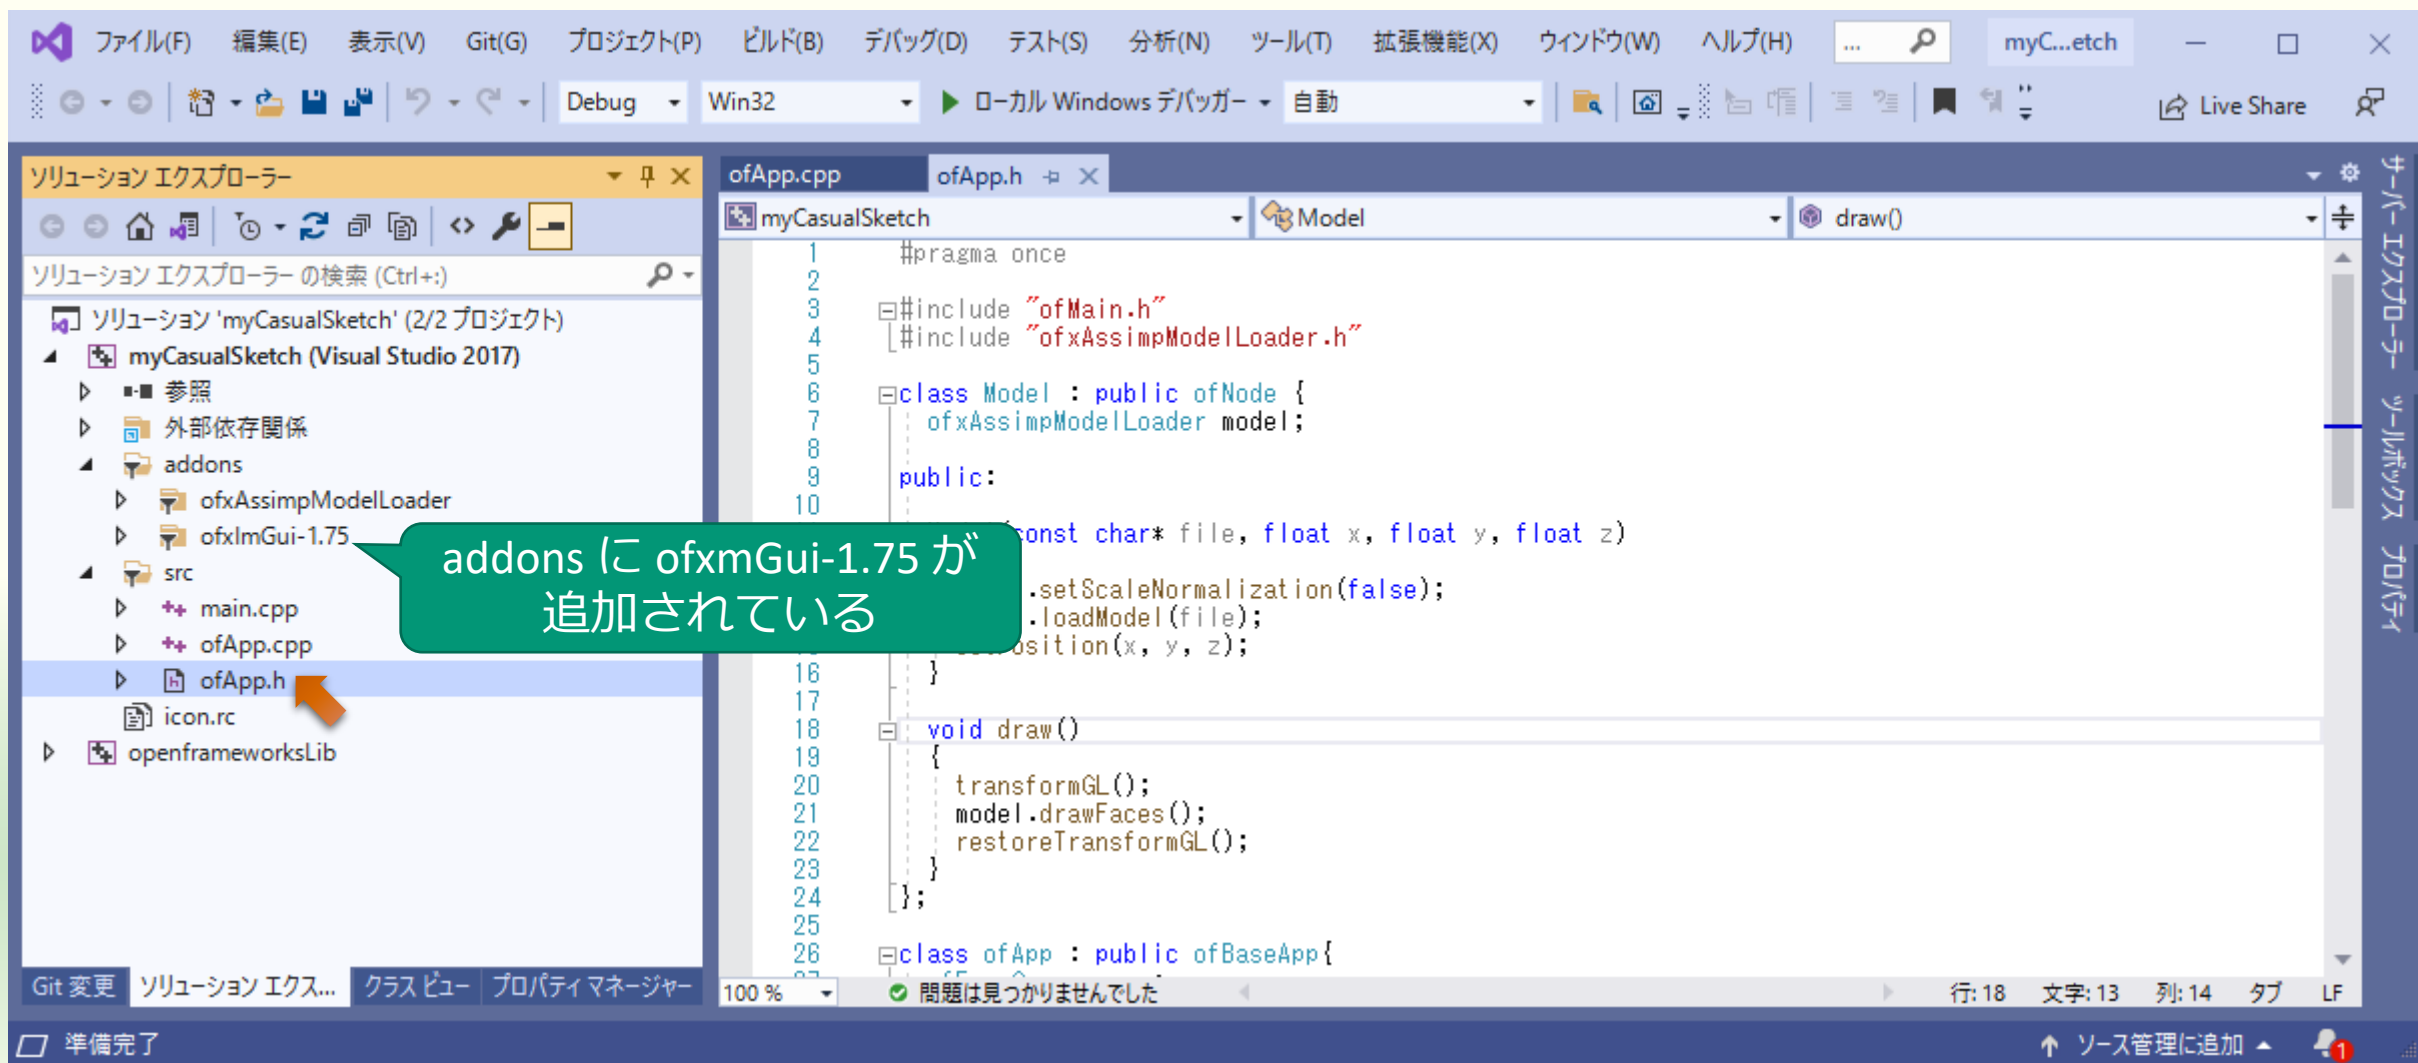 ファイル(F) 編集(E) 表示(V) Git(G) プロジェクト(P) ビルド(B) デバッグ(D) テスト(S) 分析(N) ツール(T) 拡張機能(X) ウィンドウ(W) ヘルプ(H) ... myC...etch
Debug Win32 ローカル Windows デバッガー 自動 Live Share
ソリューション エクスプローラー
ソリューション エクスプローラー の検索 (Ctrl+:)
ソリューション 'myCasualSketch' (2/2 プロジェクト)
myCasualSketch (Visual Studio 2017)
参照
外部依存関係
addons
ofxAssimpModelLoader
ofxImGui-1.75
src
main.cpp
ofApp.cpp
ofApp.h
icon.rc
openframeworksLib
Git 変更 ソリューション エクス... クラス ビュー プロパティ マネージャー
addons に ofxmGui-1.75 が
追加されている
ofApp.cpp ofApp.h
myCasualSketch Model draw()
1 #pragma once
2
3 #include "ofMain.h"
4 #include "ofxAssimpModelLoader.h"
5
6 class Model : public ofNode {
7 ofxAssimpModelLoader model;
8
9 public:
10
const char* file, float x, float y, float z)
.setScaleNormalization(false);
.loadModel(file);
osition(x, y, z);
16 }
17
18 void draw()
19 {
20 transformGL();
21 model.drawFaces();
22 restoreTransformGL();
23 }
24 };
25
26 class ofApp : public ofBaseApp{
100 % 問題は見つかりませんでした 行: 18 文字: 13 列: 14 タブ LF
サーバー エクスプローラー
ツールボックス
プロパティ
準備完了 ソース管理に追加 1